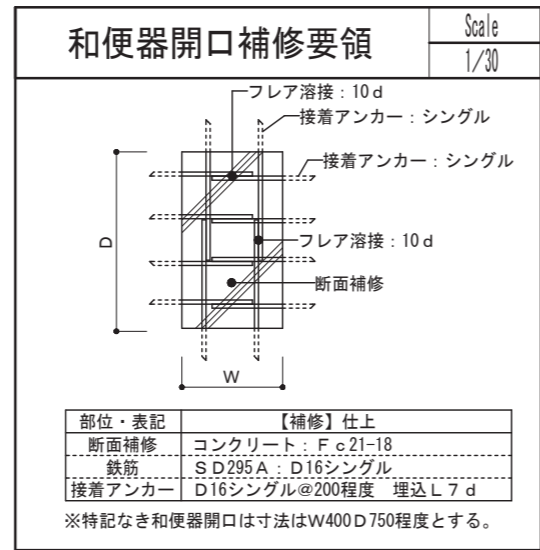 和便器開口補修要領
Scale
1/30
フレア溶接：10ｄ
接着アンカー：シングル
接着アンカー：シングル
D
フレア溶接：10ｄ
断面補修
W
部位・表記 【補修】仕上
断面補修 コンクリート：Ｆｃ21-18
鉄筋 ＳＤ295Ａ：D16シングル
接着アンカー D16シングル@200程度　埋込Ｌ７ｄ
※特記なき和便器開口は寸法はW400Ｄ750程度とする。